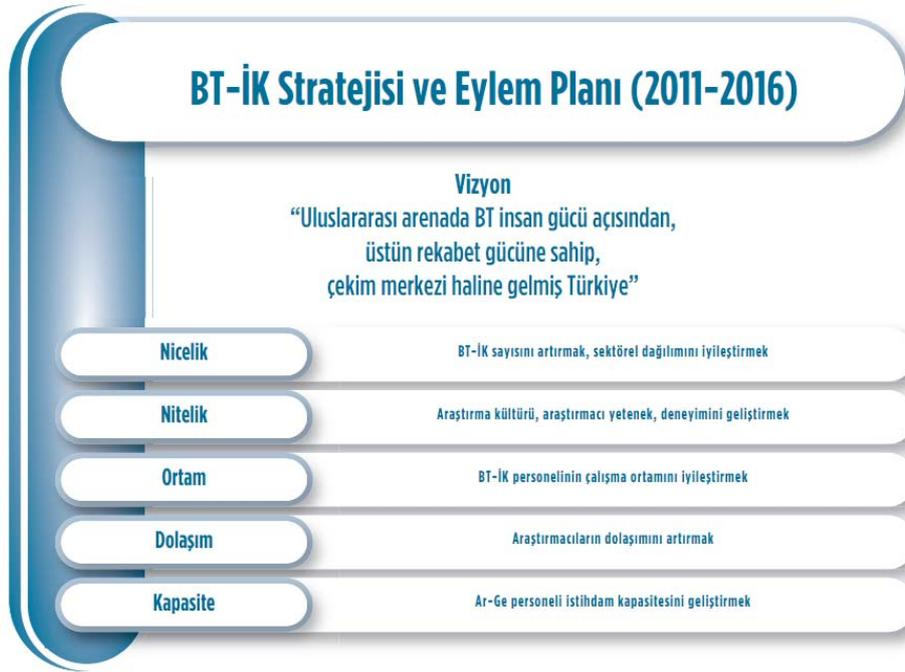 BT-İK Stratejisi ve Eylem Planı (2011-2016)
Vizyon
“Uluslararası arenada BT insan gücü açısından,
üstün rekabet gücüne sahip,
çekim merkezi haline gelmiş Türkiye”
Nicelik
BT-İK sayısını artırmak, sektörel dağılımını iyileştirmek
Nitelik
Araştırma kültürü, araştırmacı yetenek, deneyimini geliştirmek
Ortam
BT-İK personelinin çalışma ortamını iyileştirmek
Dolaşım
Araştırmacıların dolaşımını artırmak
Kapasite
Ar-Ge personeli istihdam kapasitesini geliştirmek